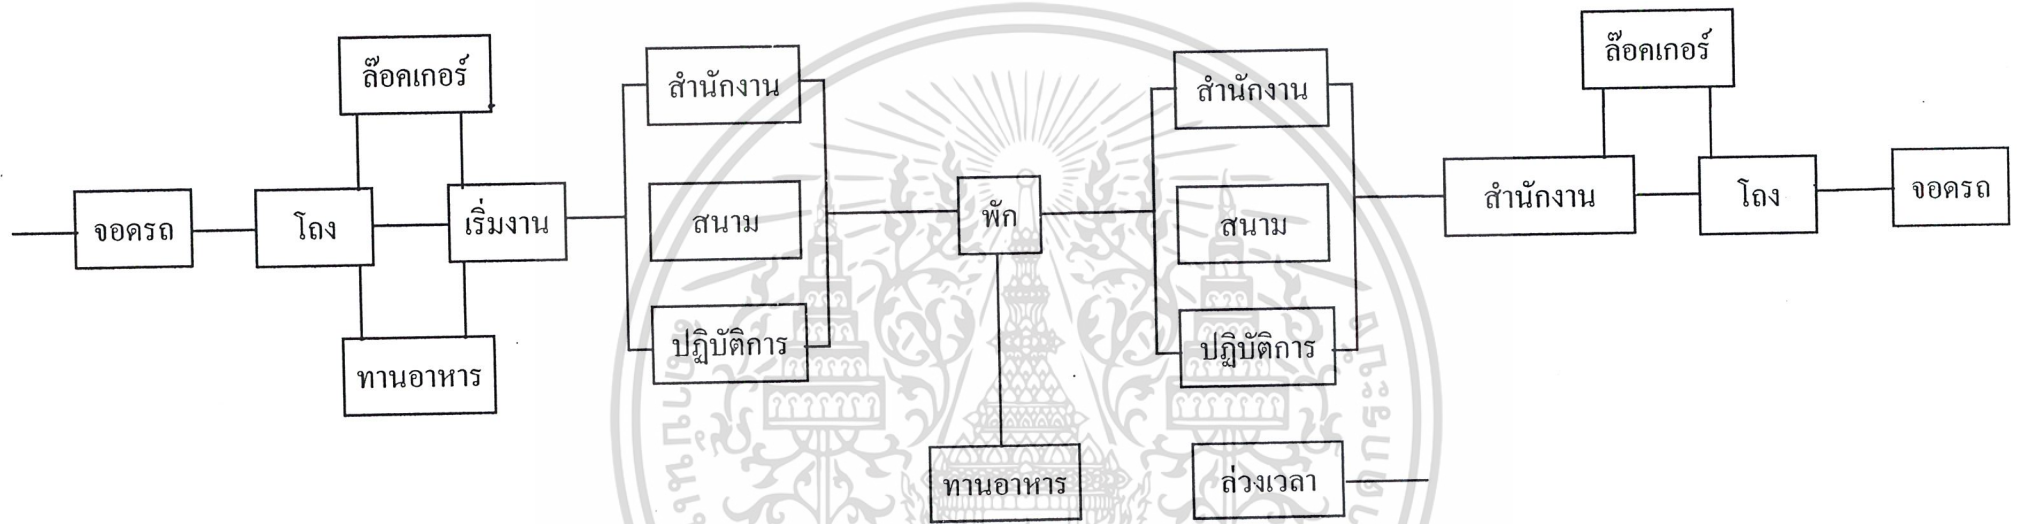 ล๊อคเกอร์
จอดรถ
โถง
เริ่มงาน
ทานอาหาร
สำนักงาน
สนาม
ปฏิบัติการ
พัก
ทานอาหาร
สำนักงาน
สนาม
ปฏิบัติการ
ล่วงเวลา
ล๊อคเกอร์
สำนักงาน
โถง
จอดรถ